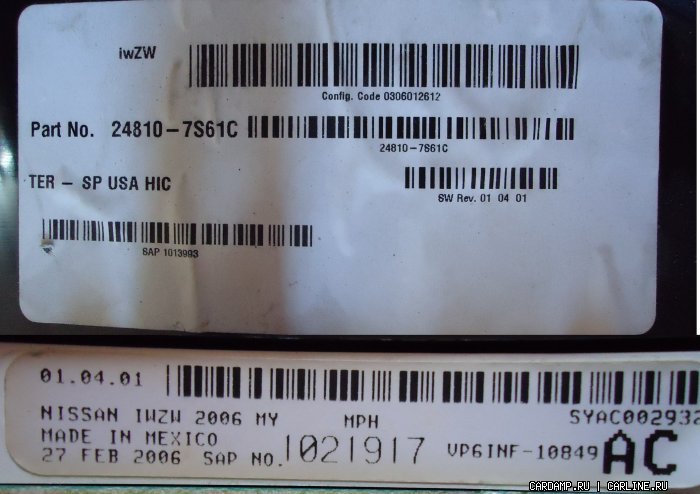 iwZW
Config. Code 0306012612
Part No. 24810-7S61C
24810-7S61C
TER - SP USA HIC
SW Rev. 01 04 01
SAP 1013993
01.04.01
NISSAN IWZW 2006 MY MPH SYAC002932
MADE IN MEXICO
27 FEB 2006 SAP NO. 1021917 VP6INF-10849 AC
CARDAMP.RU | CARLINE.RU